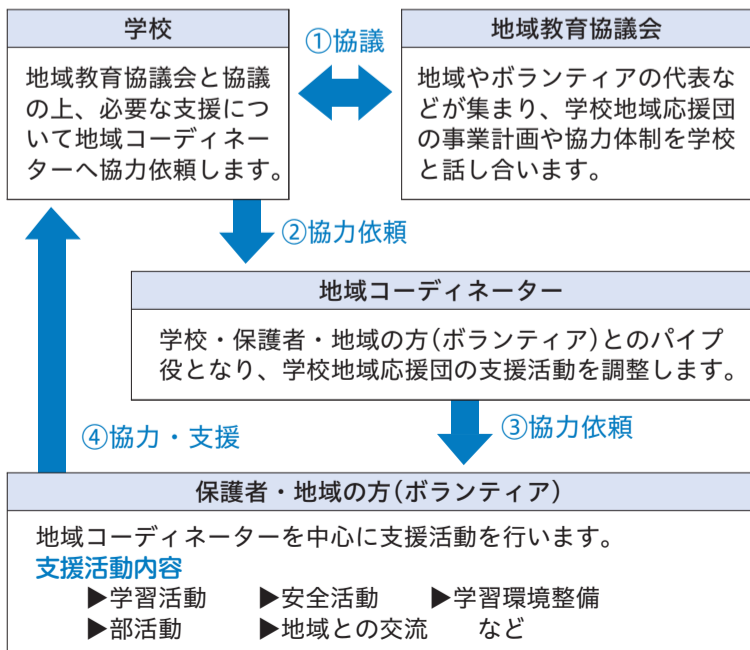 学校
地域教育協議会と協議
の上、必要な支援につ
いて地域コーディネー
ターへ協力依頼します。
①協議
地域教育協議会
地域やボランティアの代表な
どが集まり、学校地域応援団
の事業計画や協力体制を学校
と話し合います。
②協力依頼
地域コーディネーター
学校・保護者・地域の方(ボランティア)とのパイプ
役となり、学校地域応援団の支援活動を調整します。
③協力依頼
④協力・支援
保護者・地域の方(ボランティア)
地域コーディネーターを中心に支援活動を行います。
支援活動内容
▶学習活動 ▶安全活動 ▶学習環境整備
▶部活動 ▶地域との交流 など